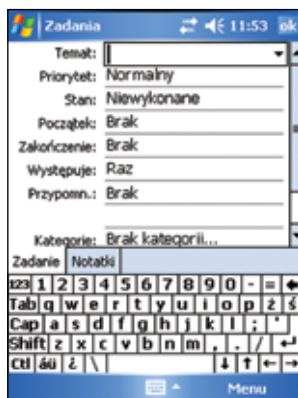 Zadania 11:53 ok
Temat:
Priorytet: Normalny
Stan: Niewykonane
Początek: Brak
Zakończenie: Brak
Występuje: Raz
Przypomn.: Brak
Kategorie: Brak kategorii...
Zadanie Notatki
123 1 2 3 4 5 6 7 8 9 0 - =
Tab q w e r t y u i o p ż ś
Cap a s d f g h j k l ; '
Shift z x c v b n m , . /
Ctl áü ¿ \
Menu